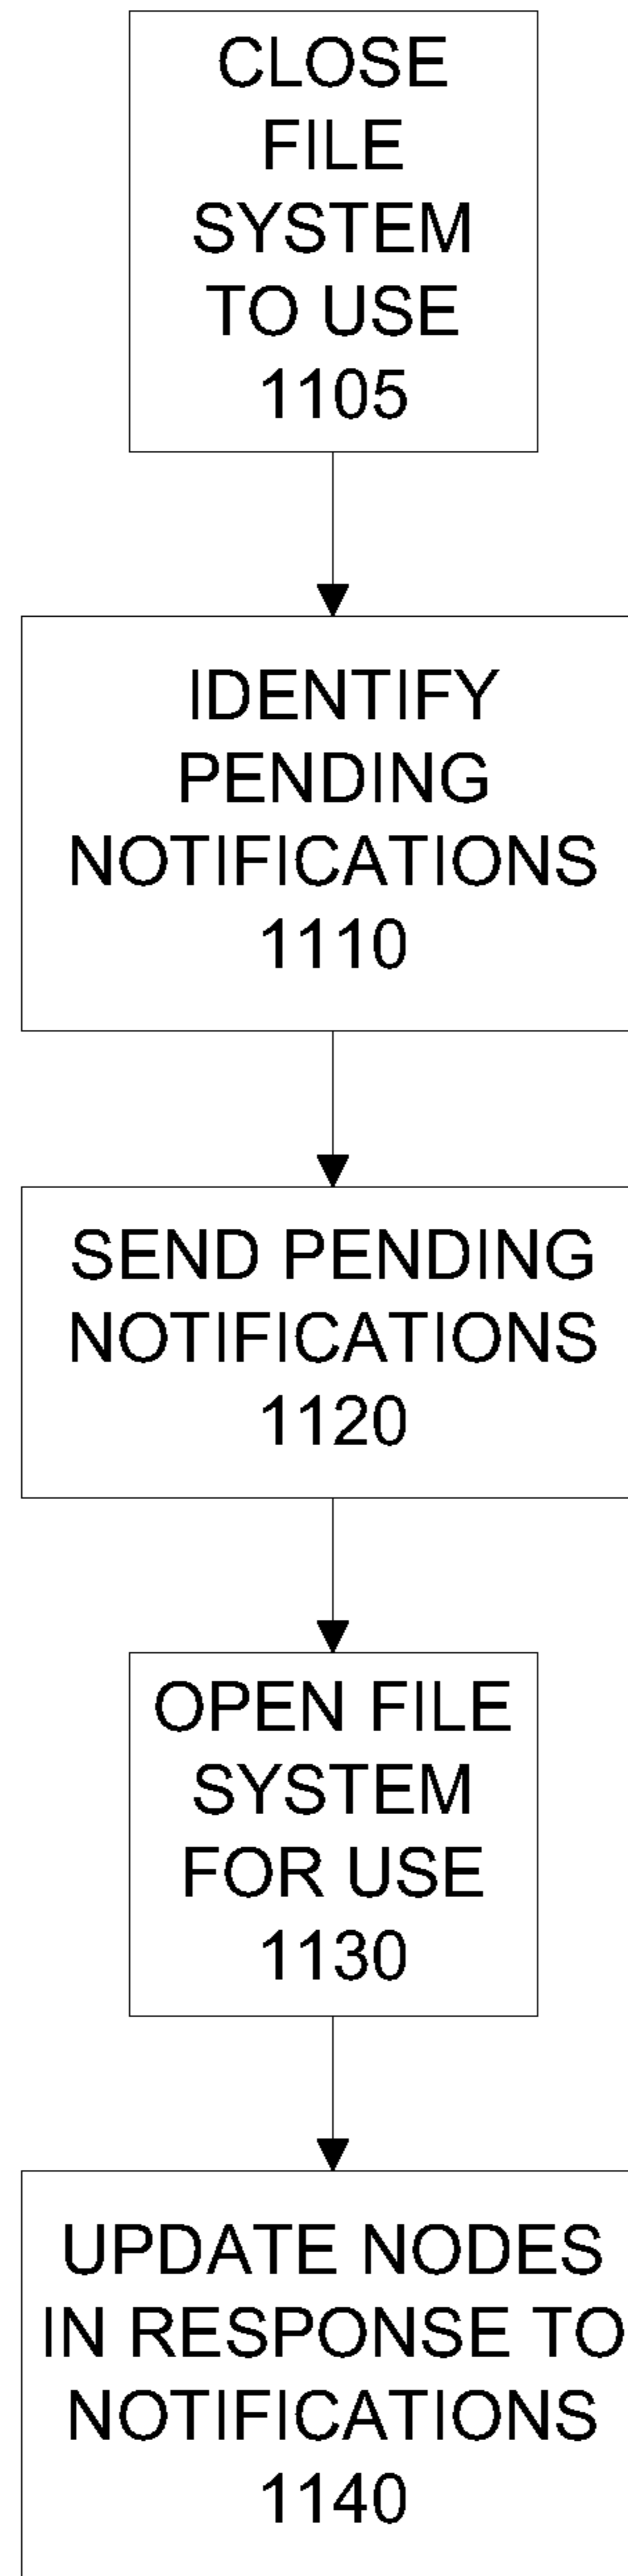 CLOSE
FILE
SYSTEM
TO USE
1105
IDENTIFY
PENDING
NOTIFICATIONS
1110
SEND PENDING
NOTIFICATIONS
1120
OPEN FILE
SYSTEM
FOR USE
1130
UPDATE NODES
IN RESPONSE TO
NOTIFICATIONS
1140